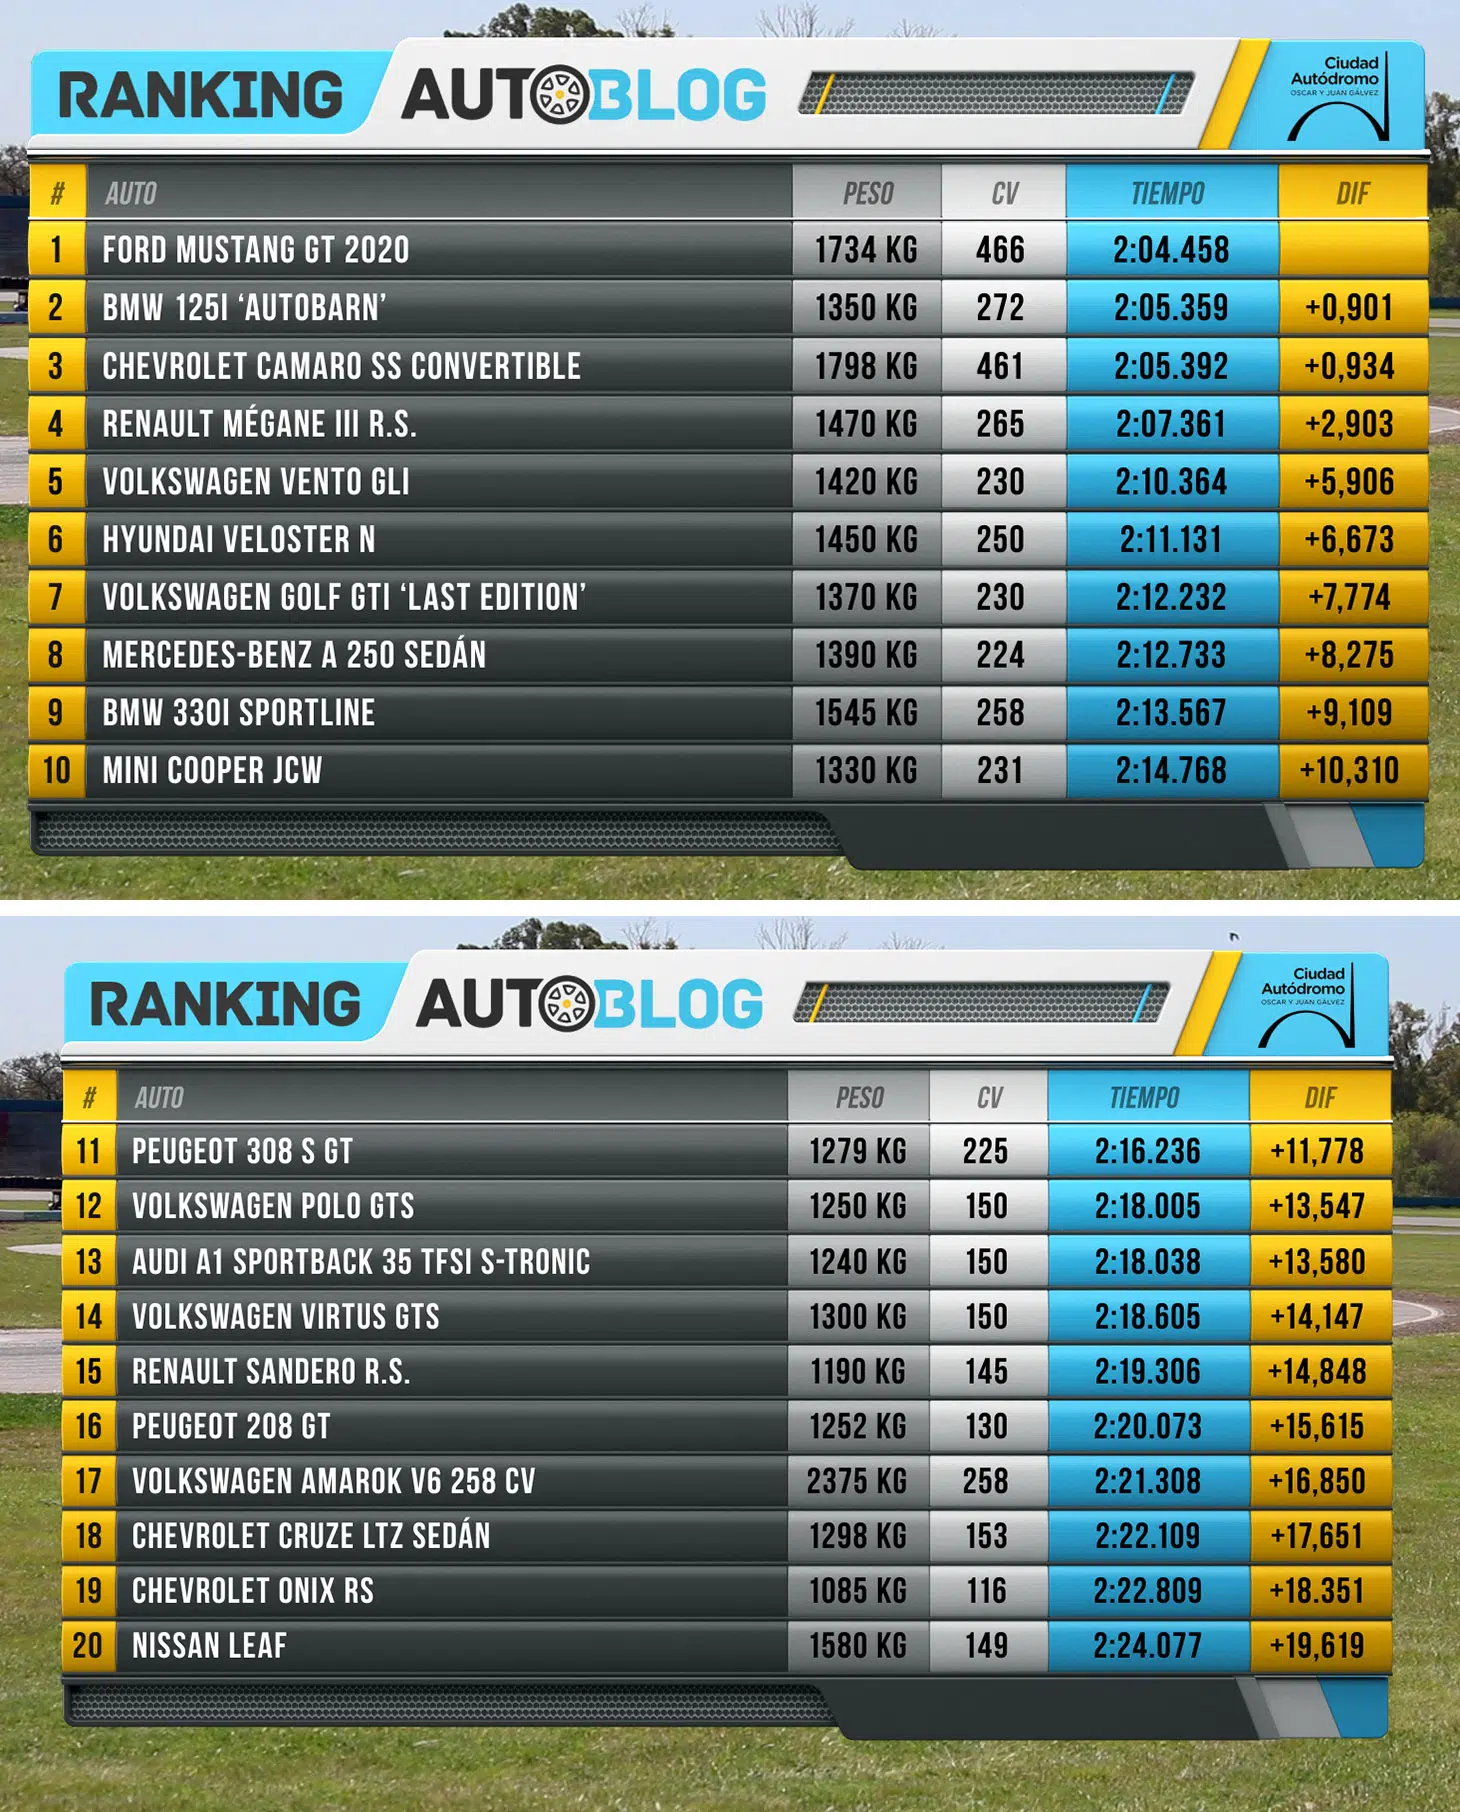 RANKING AUTOBLOG Ciudad Autódromo OSCAR Y JUAN GÁLVEZ
# AUTO PESO CV TIEMPO DIF
1 FORD MUSTANG GT 2020 1734 KG 466 2:04.458
2 BMW 125I ‘AUTOBARN’ 1350 KG 272 2:05.359 +0,901
3 CHEVROLET CAMARO SS CONVERTIBLE 1798 KG 461 2:05.392 +0,934
4 RENAULT MÉGANE III R.S. 1470 KG 265 2:07.361 +2,903
5 VOLKSWAGEN VENTO GLI 1420 KG 230 2:10.364 +5,906
6 HYUNDAI VELOSTER N 1450 KG 250 2:11.131 +6,673
7 VOLKSWAGEN GOLF GTI ‘LAST EDITION’ 1370 KG 230 2:12.232 +7,774
8 MERCEDES-BENZ A 250 SEDÁN 1390 KG 224 2:12.733 +8,275
9 BMW 330I SPORTLINE 1545 KG 258 2:13.567 +9,109
10 MINI COOPER JCW 1330 KG 231 2:14.768 +10,310
RANKING AUTOBLOG Ciudad Autódromo OSCAR Y JUAN GÁLVEZ
# AUTO PESO CV TIEMPO DIF
11 PEUGEOT 308 S GT 1279 KG 225 2:16.236 +11,778
12 VOLKSWAGEN POLO GTS 1250 KG 150 2:18.005 +13,547
13 AUDI A1 SPORTBACK 35 TFSI S-TRONIC 1240 KG 150 2:18.038 +13,580
14 VOLKSWAGEN VIRTUS GTS 1300 KG 150 2:18.605 +14,147
15 RENAULT SANDERO R.S. 1190 KG 145 2:19.306 +14,848
16 PEUGEOT 208 GT 1252 KG 130 2:20.073 +15,615
17 VOLKSWAGEN AMAROK V6 258 CV 2375 KG 258 2:21.308 +16,850
18 CHEVROLET CRUZE LTZ SEDÁN 1298 KG 153 2:22.109 +17,651
19 CHEVROLET ONIX RS 1085 KG 116 2:22.809 +18.351
20 NISSAN LEAF 1580 KG 149 2:24.077 +19,619